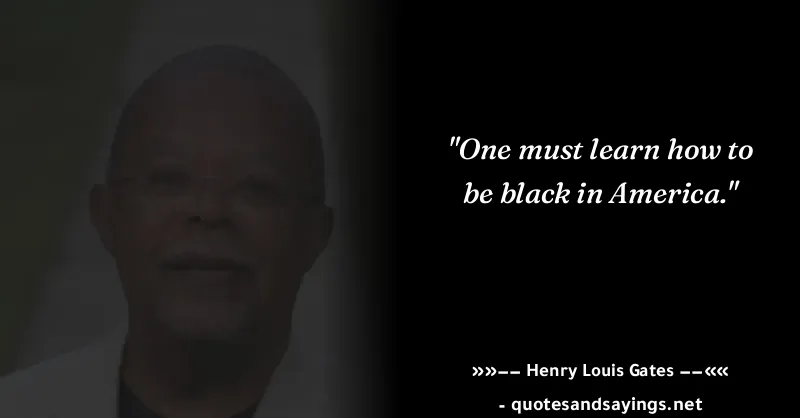 "One must learn how to
be black in America."
»»–– Henry Louis Gates ––««
- quotesandsayings.net